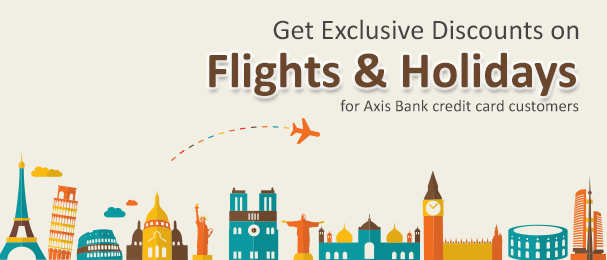 Get Exclusive Discounts on
Flights & Holidays
for Axis Bank credit card customers